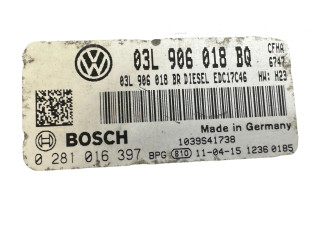 03L 906 018 BQ CFHA
6747
03L 906 018 BR DIESEL EDC17C46 HW: H23
BOSCH
Made in Germany
1039S41738
0 281 016 397 BPG 810 11-04-15 1236 0185